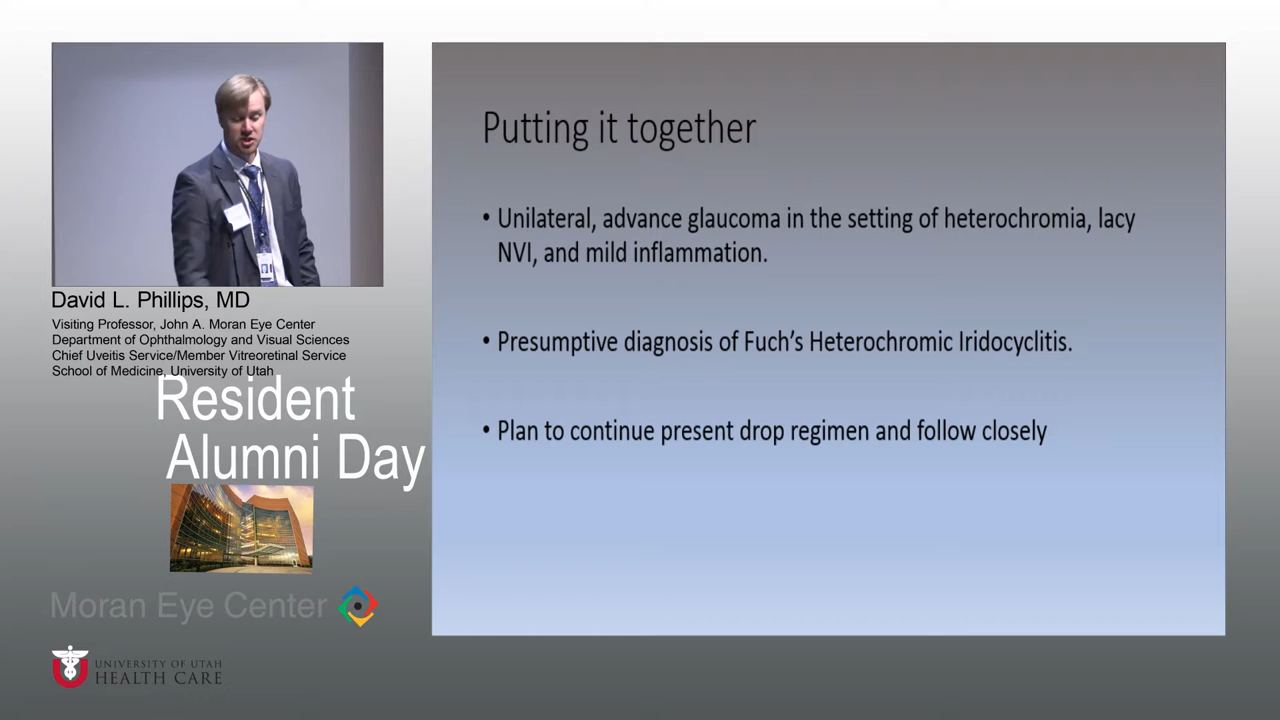 David L. Phillips, MD
Visiting Professor, John A. Moran Eye Center
Department of Ophthalmology and Visual Sciences
Chief Uveitis Service/Member Vitreoretinal Service
School of Medicine, University of Utah
Resident
Alumni Day
Moran Eye Center
UNIVERSITY OF UTAH
HEALTH CARE
Putting it together
• Unilateral, advance glaucoma in the setting of heterochromia, lacy
NVI, and mild inflammation.
• Presumptive diagnosis of Fuch's Heterochromic Iridocyclitis.
• Plan to continue present drop regimen and follow closely